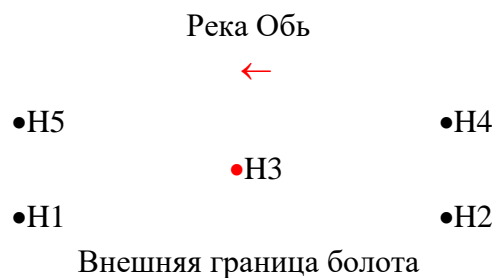 Река Обь
←
•Н5 •Н4
•Н3
•Н1 •Н2
Внешняя граница болота